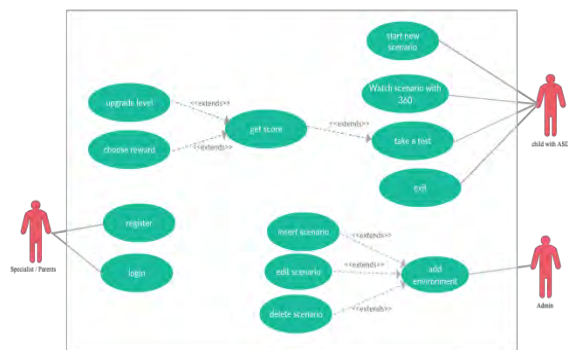 start new
scenario
Watch scenario with
360
upgrade level
<<extends>>
get score
<<extends>>
take a test
choose reward
<<extends>>
exit
child with ASD
register
login
Specialist / Parents
insert scenario
<<extends>>
edit scenario
<<extends>>
add
environment
delete scenario
<<extends>>
Admin